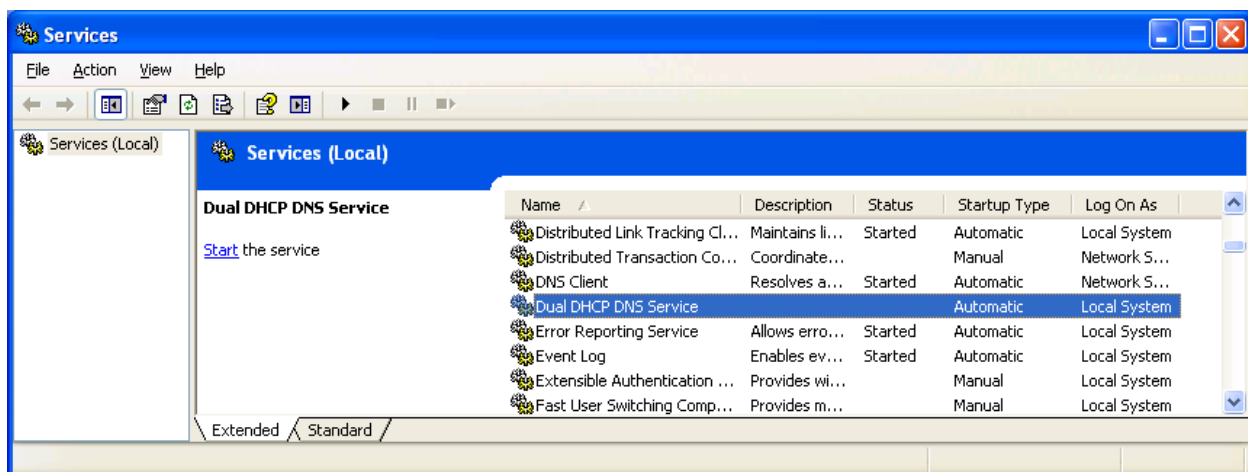 Services
File Action View Help
Services (Local)
Services (Local)
Dual DHCP DNS Service
Start the service
Name Description Status Startup Type Log On As
Distributed Link Tracking Cl... Maintains li... Started Automatic Local System
Distributed Transaction Co... Coordinate... Manual Network S...
DNS Client Resolves a... Started Automatic Network S...
Dual DHCP DNS Service Automatic Local System
Error Reporting Service Allows erro... Started Automatic Local System
Event Log Enables ev... Started Automatic Local System
Extensible Authentication ... Provides wi... Manual Local System
Fast User Switching Comp... Provides m... Manual Local System
Extended Standard